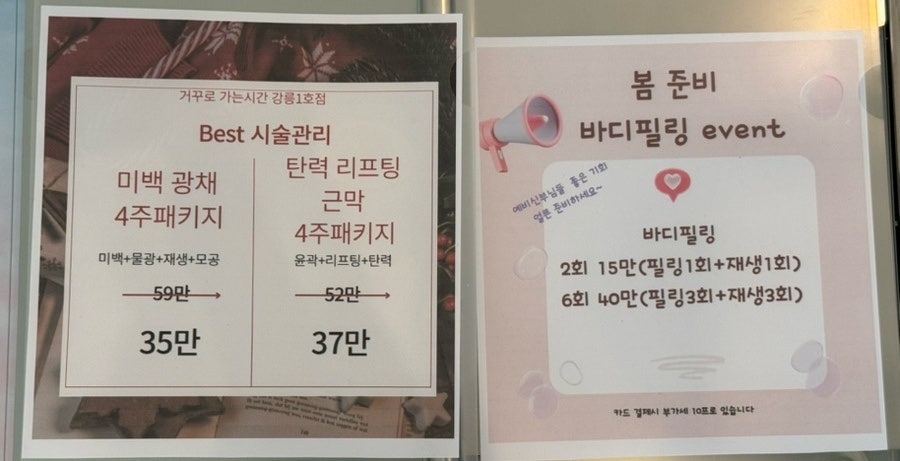 거꾸로 가는시간 강릉1호점
Best 시술관리
미백 광채
4주패키지
미백+물광+재생+모공
59만
35만
탄력 리프팅
근막
4주패키지
윤곽+리프팅+탄력
52만
37만
봄 준비
바디필링 event
예비신부님들 좋은 기회
얼른 준비하세요~
바디필링
2회 15만(필링1회+재생1회)
6회 40만(필링3회+재생3회)
카드 결제시 부가세 10프로 있습니다